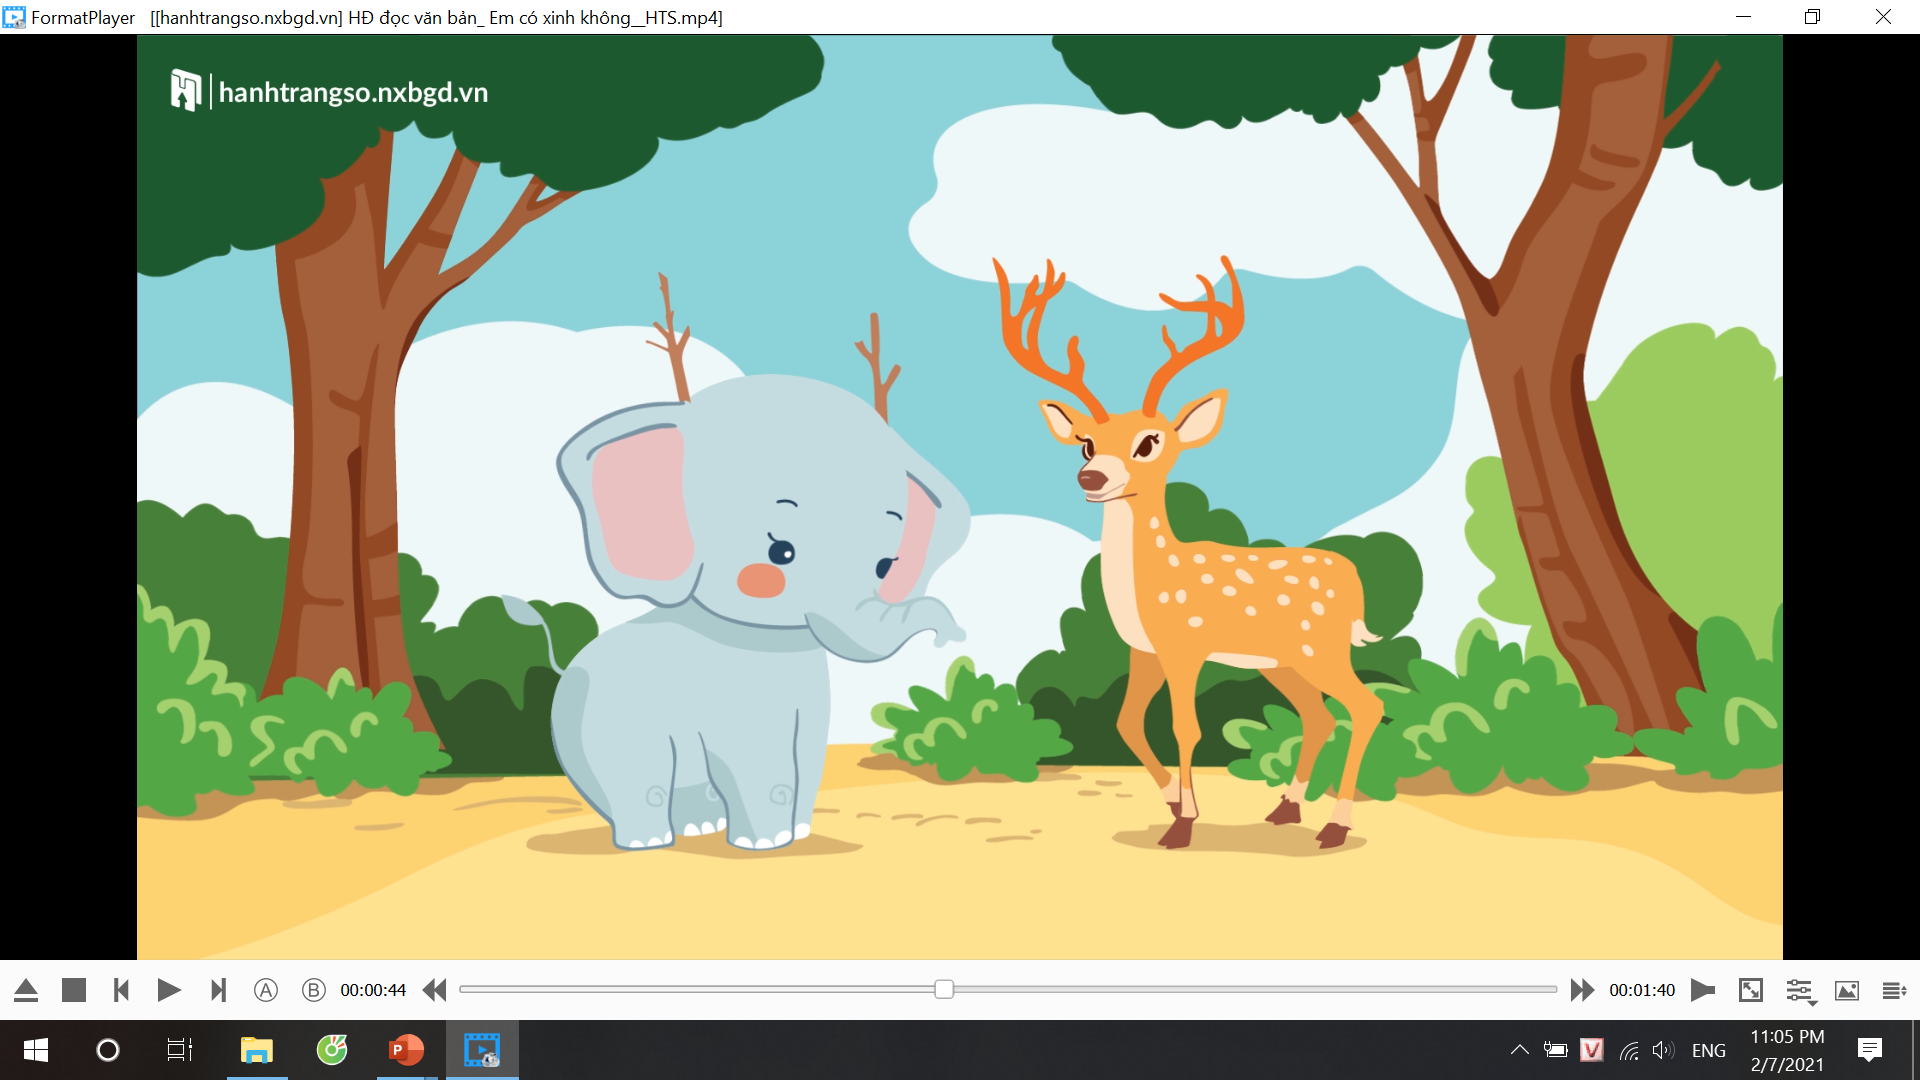 FormatPlayer [[hanhtrangso.nxbgd.vn] HĐ đọc văn bản_ Em có xinh không__HTS.mp4]
hanhtrangso.nxbgd.vn
A B 00:00:44 00:01:40
P V ENG 11:05 PM
2/7/2021